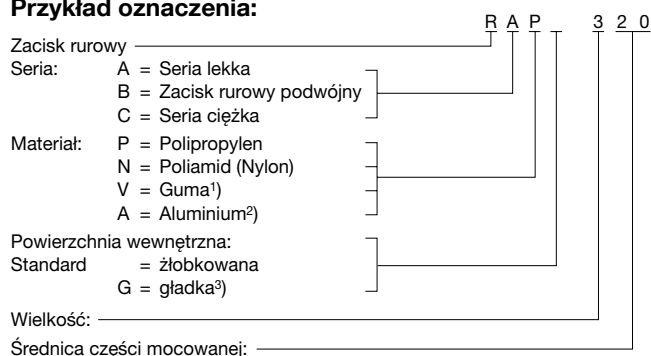 Przykład oznaczenia:
R A P _ 3 2 0
Zacisk rurowy
Seria: A = Seria lekka
B = Zacisk rurowy podwójny
C = Seria ciężka
Materiał: P = Polipropylen
N = Poliamid (Nylon)
V = Guma¹)
A = Aluminium²)
Powierzchnia wewnętrzna:
Standard = żłobkowana
G = gładka³)
Wielkość:
Średnica części mocowanej: